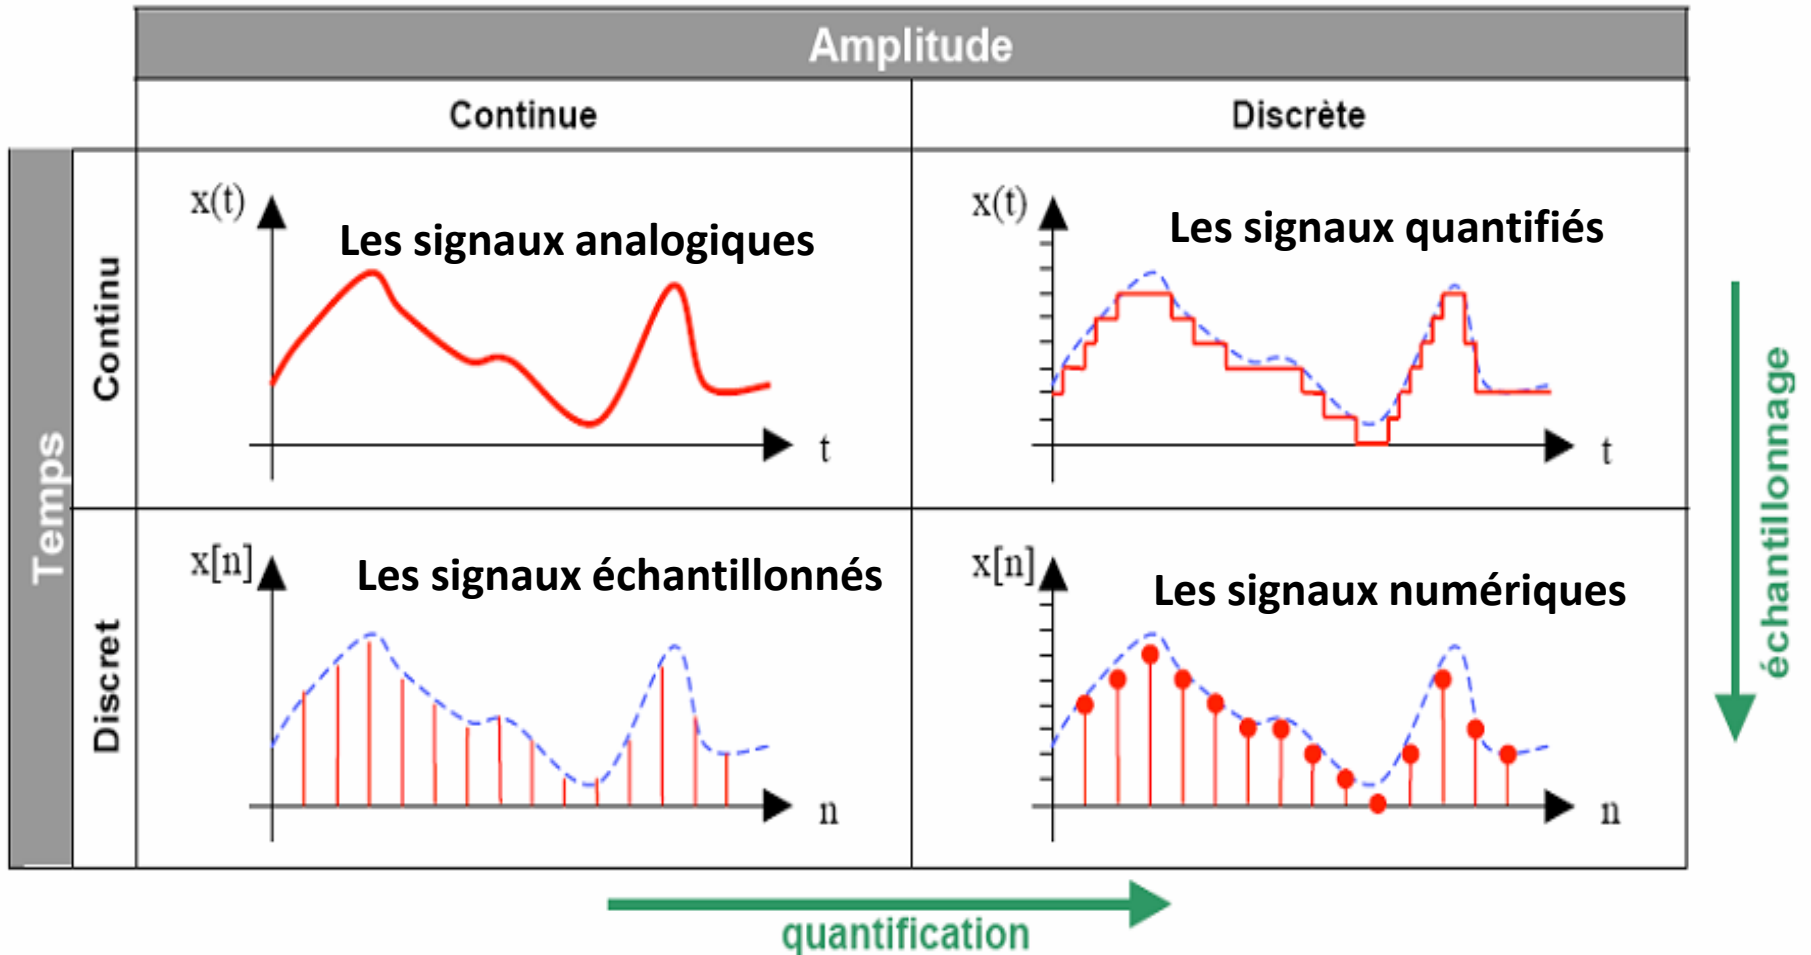 Amplitude
Continue
Discrète
Temps
Continu
x(t)
Les signaux analogiques
t
x(t)
Les signaux quantifiés
t
Discret
x[n]
Les signaux échantillonnés
n
x[n]
Les signaux numériques
n
échantillonnage
quantification